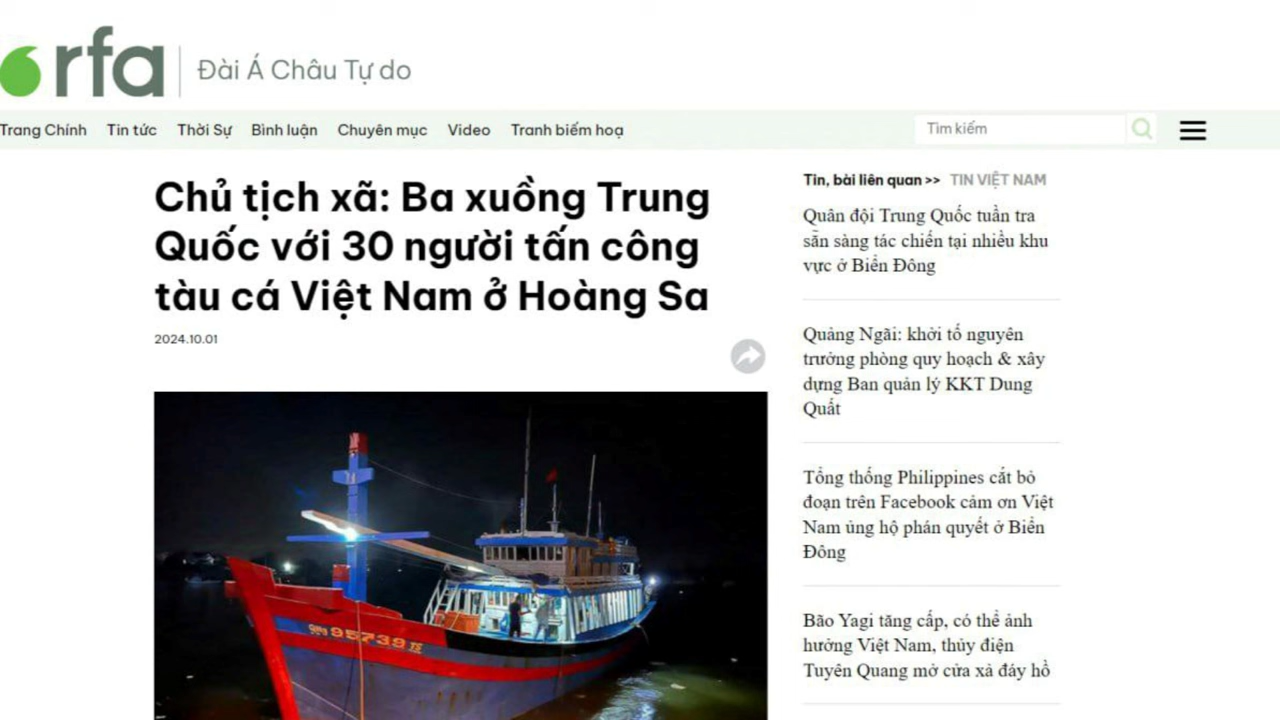 rfa
Đài Á Châu Tự do
Trang Chính Tin tức Thời Sự Bình luận Chuyên mục Video Tranh biếm hoạ
Tìm kiếm
Chủ tịch xã: Ba xuồng Trung
Quốc với 30 người tấn công
tàu cá Việt Nam ở Hoàng Sa
2024.10.01
QNg 95739 TS
Tin, bài liên quan >> TIN VIỆT NAM
Quân đội Trung Quốc tuần tra
sẵn sàng tác chiến tại nhiều khu
vực ở Biển Đông
Quảng Ngãi: khởi tố nguyên
trưởng phòng quy hoạch & xây
dựng Ban quản lý KKT Dung
Quất
Tổng thống Philippines cắt bỏ
đoạn trên Facebook cảm ơn Việt
Nam ủng hộ phán quyết ở Biển
Đông
Bão Yagi tăng cấp, có thể ảnh
hưởng Việt Nam, thủy điện
Tuyên Quang mở cửa xả đáy hồ